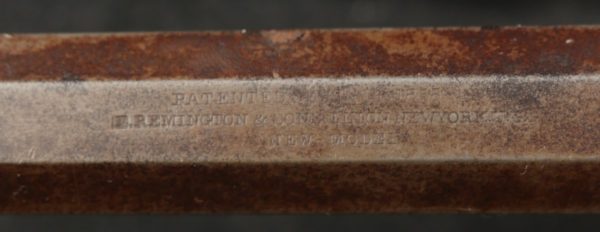 PATENTED
E. REMINGTON & SONS, ILION, NEW YORK, U.S.A.
NEW-MODEL